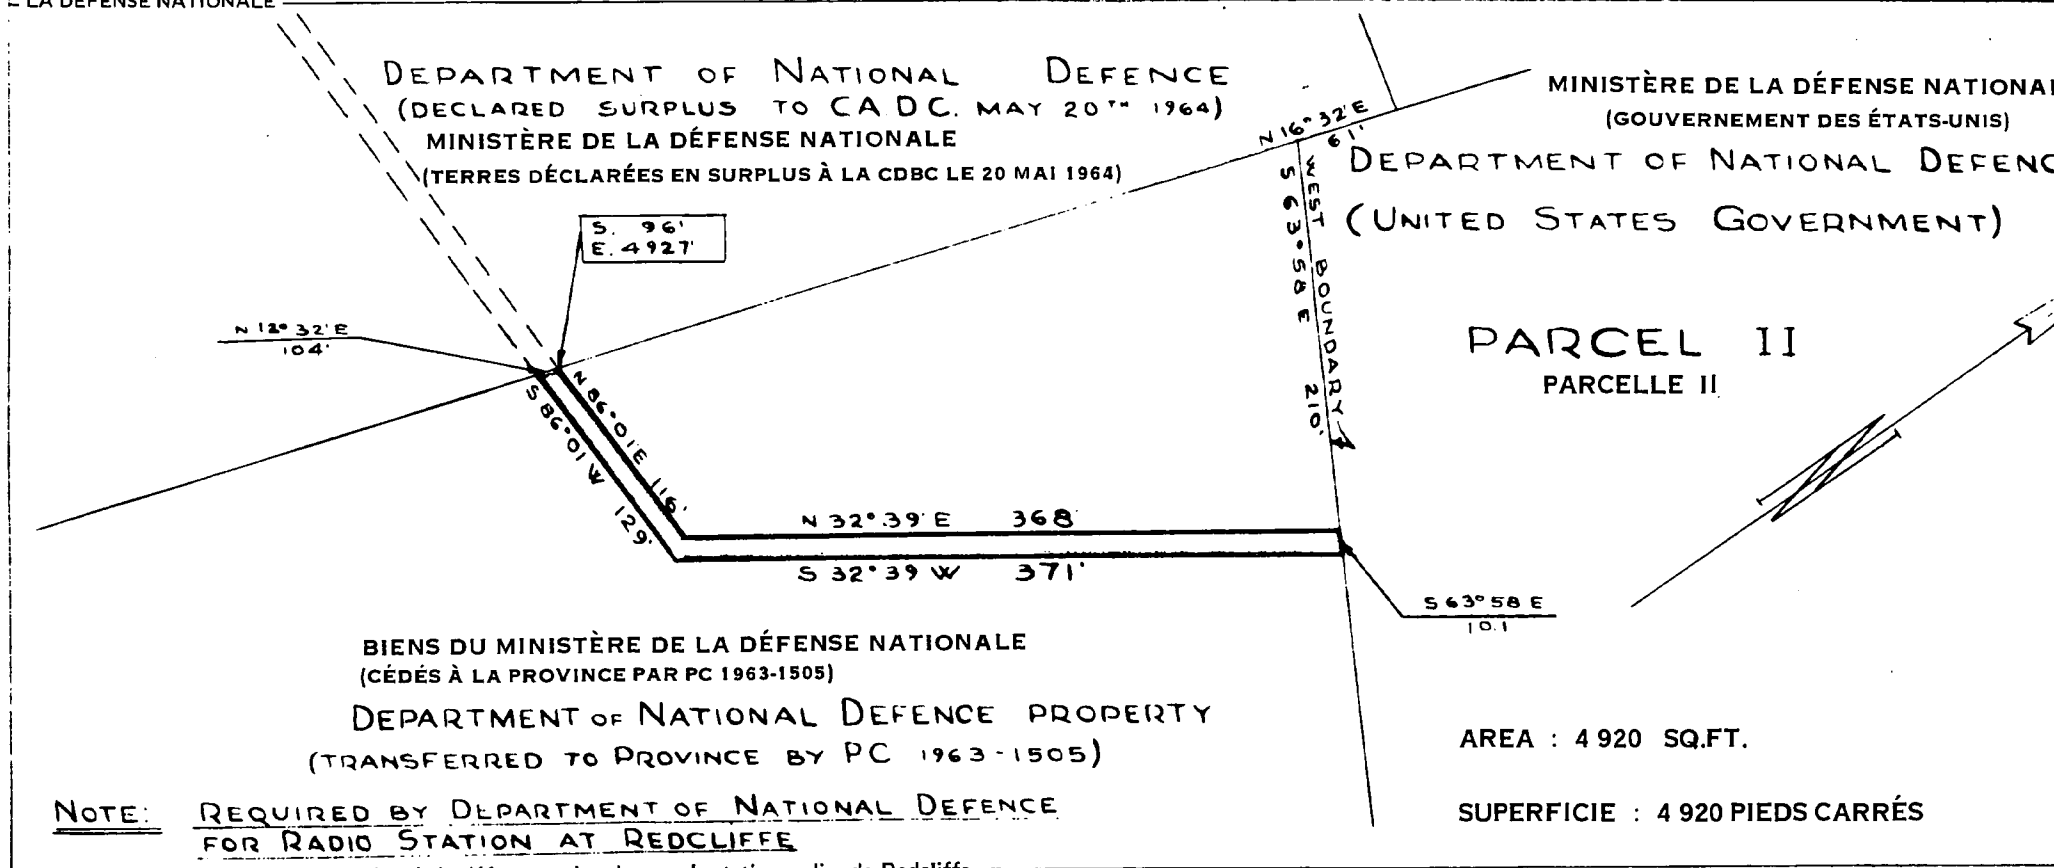 LA DÉFENSE NATIONALE
DEPARTMENT OF NATIONAL DEFENCE
(DECLARED SURPLUS TO C.A.D.C. MAY 20TH 1964)
MINISTÈRE DE LA DÉFENSE NATIONALE
(TERRES DÉCLARÉES EN SURPLUS À LA CDBC LE 20 MAI 1964)
MINISTÈRE DE LA DÉFENSE
(GOUVERNEMENT DES ÉTATS-UNIS)
DEPARTMENT OF NATIONAL
(UNITED STATES GOVERNMENT)
N 16° 32' E
61'
WEST BOUNDARY
S 63° 58 E 210'
S. 96'
E. 4927'
N 12° 32' E
104'
N 86° 01' E 116'
S 86° 01 W 129'
PARCEL II
PARCELLE II
N 32° 39' E 368'
S 32° 39 W 371'
S 63° 58 E
10.1
BIENS DU MINISTÈRE DE LA DÉFENSE NATIONALE
(CÉDÉS À LA PROVINCE PAR PC 1963-1505)
DEPARTMENT OF NATIONAL DEFENCE PROPERTY
(TRANSFERRED TO PROVINCE BY PC 1963-1505)
AREA : 4 920 SQ.FT.
SUPERFICIE : 4 920 PIEDS CARRÉS
NOTE: REQUIRED BY DEPARTMENT OF NATIONAL DEFENCE
FOR RADIO STATION AT REDCLIFFE